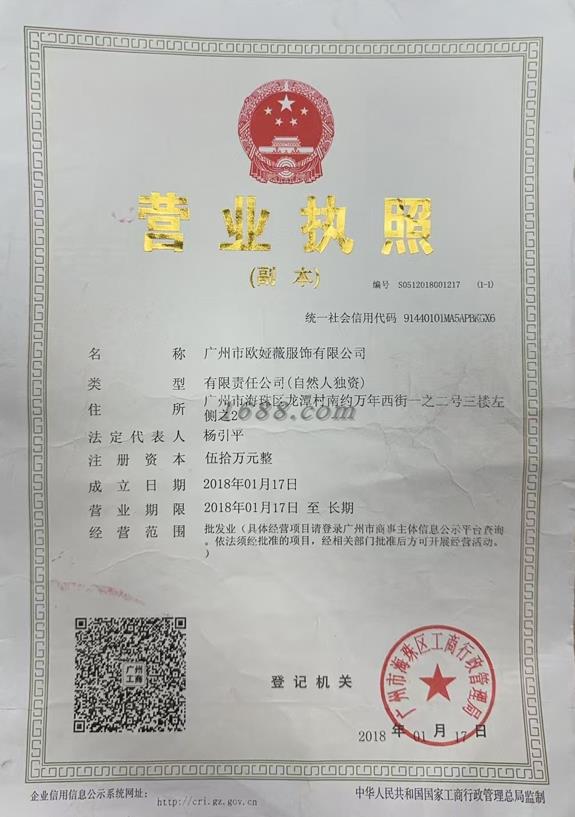 营业执照
(副本)
编号 S0512018001217 (1-1)
统一社会信用代码 91440101MA5APBKGX6
名称 广州市欧娅薇服饰有限公司
类型 有限责任公司(自然人独资)
住所 广州市海珠区龙潭村南约万年西街一之二号三楼左
侧之2
1688.com
法定代表人 杨引平
注册资本 伍拾万元整
成立日期 2018年01月17日
营业期限 2018年01月17日 至 长期
经营范围 批发业(具体经营项目请登录广州市商事主体信息公示平台查询
。依法须经批准的项目,经相关部门批准后方可开展经营活动。
)
广州
工商
登记机关
广州市海珠区工商行政管理局
2018 年 01 月 17 日
企业信用信息公示系统网址: http://cri.gz.gov.cn
中华人民共和国国家工商行政管理总局监制